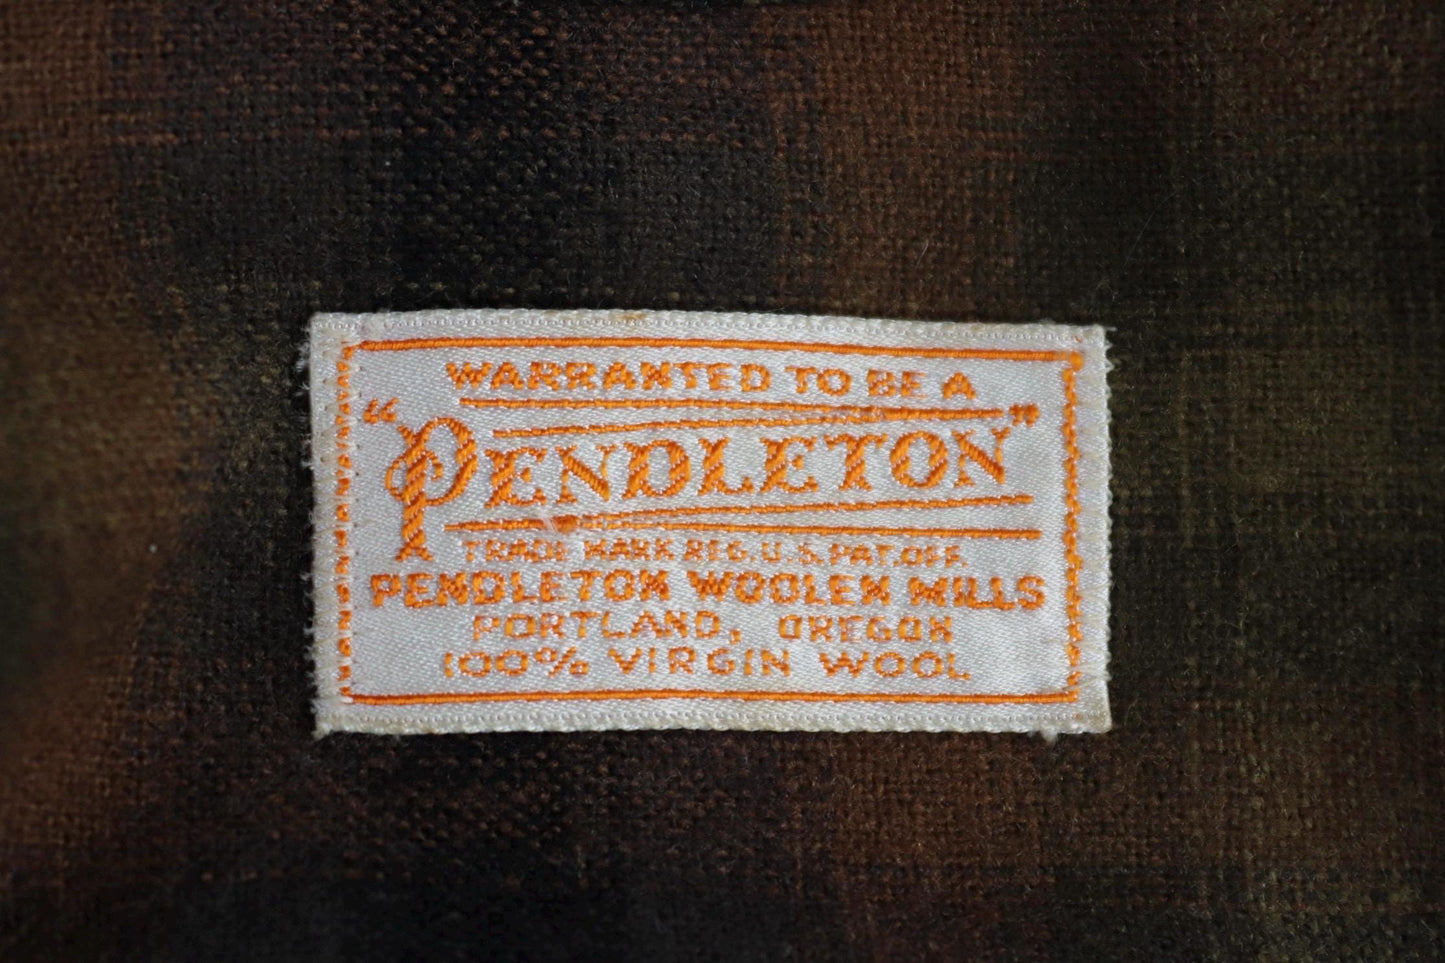 WARRANTED TO BE A
"PENDLETON"
TRADE MARK REG. U.S. PAT. OFF.
PENDLETON WOOLEN MILLS
PORTLAND, OREGON
100% VIRGIN WOOL